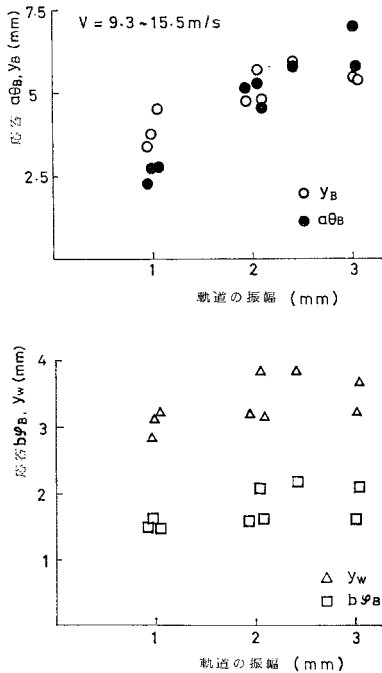 V = 9.3~15.5m/s
応答 aθB, yB (mm)
7.5
5
2.5
○ yB
● aθB
1 2 3
軌道の振幅 (mm)
応答 bφB, yw (mm)
4
3
2
1
△ yw
□ bφB
1 2 3
軌道の振幅 (mm)